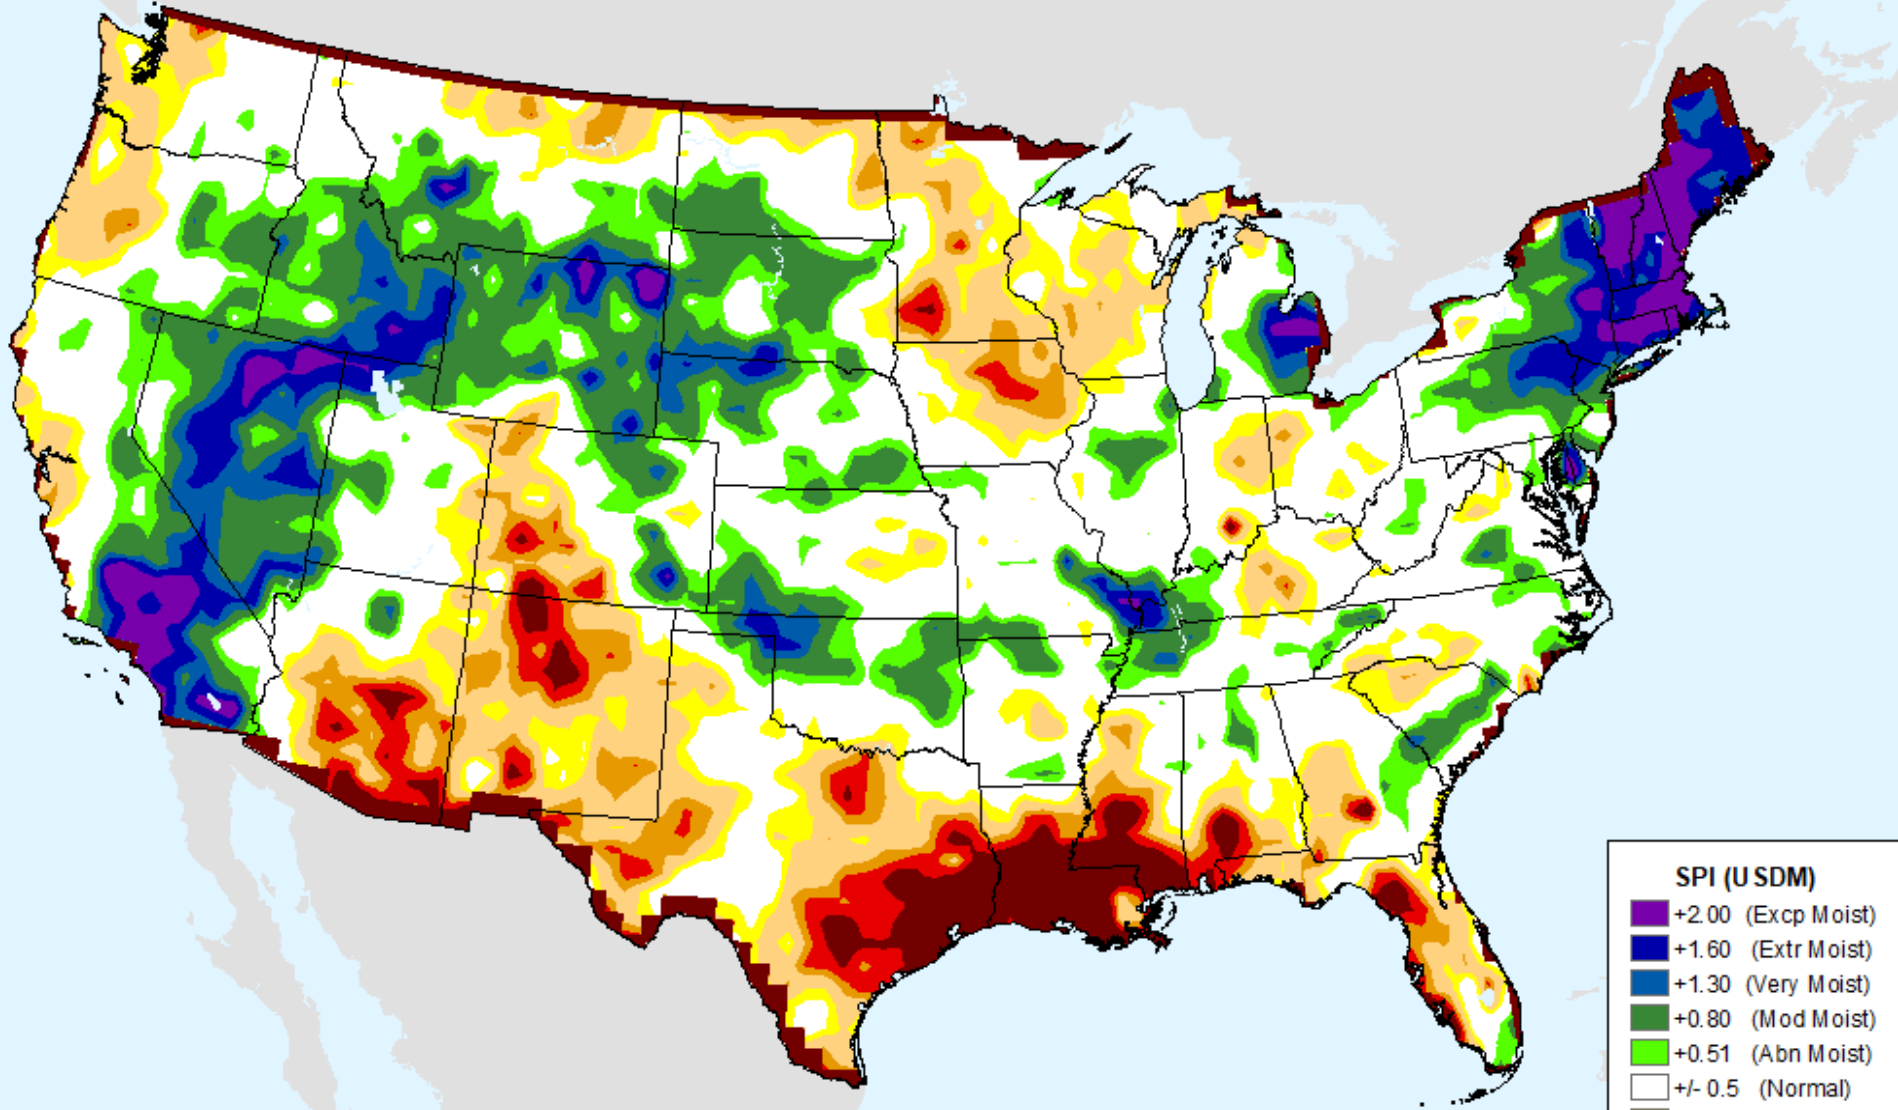 SPI (USDM)
+2.00 (Excp Moist)
+1.60 (Extr Moist)
+1.30 (Very Moist)
+0.80 (Mod Moist)
+0.51 (Abn Moist)
+/- 0.5 (Normal)